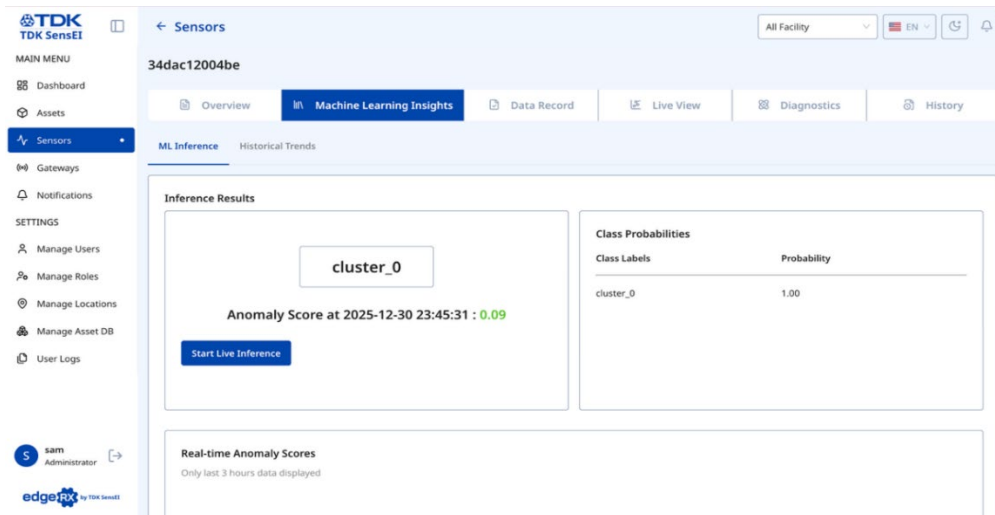 TDK
TDK SensEI
MAIN MENU
Dashboard
Assets
Sensors
Gateways
Notifications
SETTINGS
Manage Users
Manage Roles
Manage Locations
Manage Asset DB
User Logs
S
sam
Administrator
edgeRX by TDK SensEI
← Sensors
All Facility
EN
34dac12004be
Overview
Machine Learning Insights
Data Record
Live View
Diagnostics
History
ML Inference
Historical Trends
Inference Results
cluster_0
Anomaly Score at 2025-12-30 23:45:31 : 0.09
Start Live Inference
Class Probabilities
Class Labels Probability
cluster_0 1.00
Real-time Anomaly Scores
Only last 3 hours data displayed